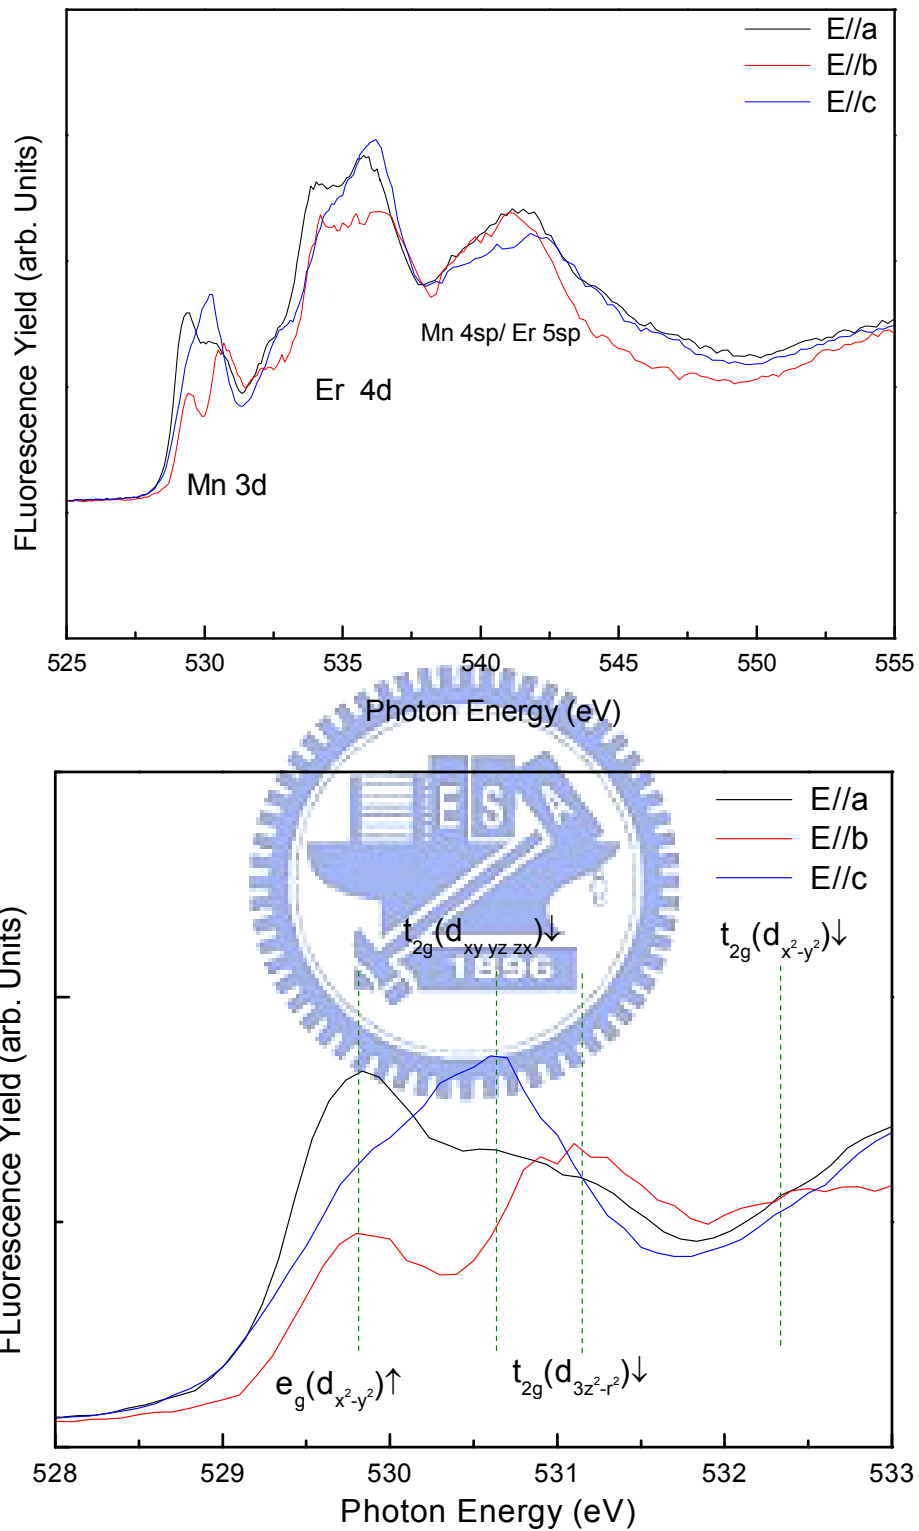 E//a
E//b
E//c
FLuorescence Yield (arb. Units)
Mn 4sp/ Er 5sp
Er 4d
Mn 3d
525 530 535 540 545 550 555
Photon Energy (eV)
E//a
E//b
E//c
ESA
FLuorescence Yield (arb. Units)
t2g(dxy yz zx)↓
t2g(dx²-y²)↓
1896
t2g(d3z²-r²)↓
eg(dx²-y²)↑
528 529 530 531 532 533
Photon Energy (eV)